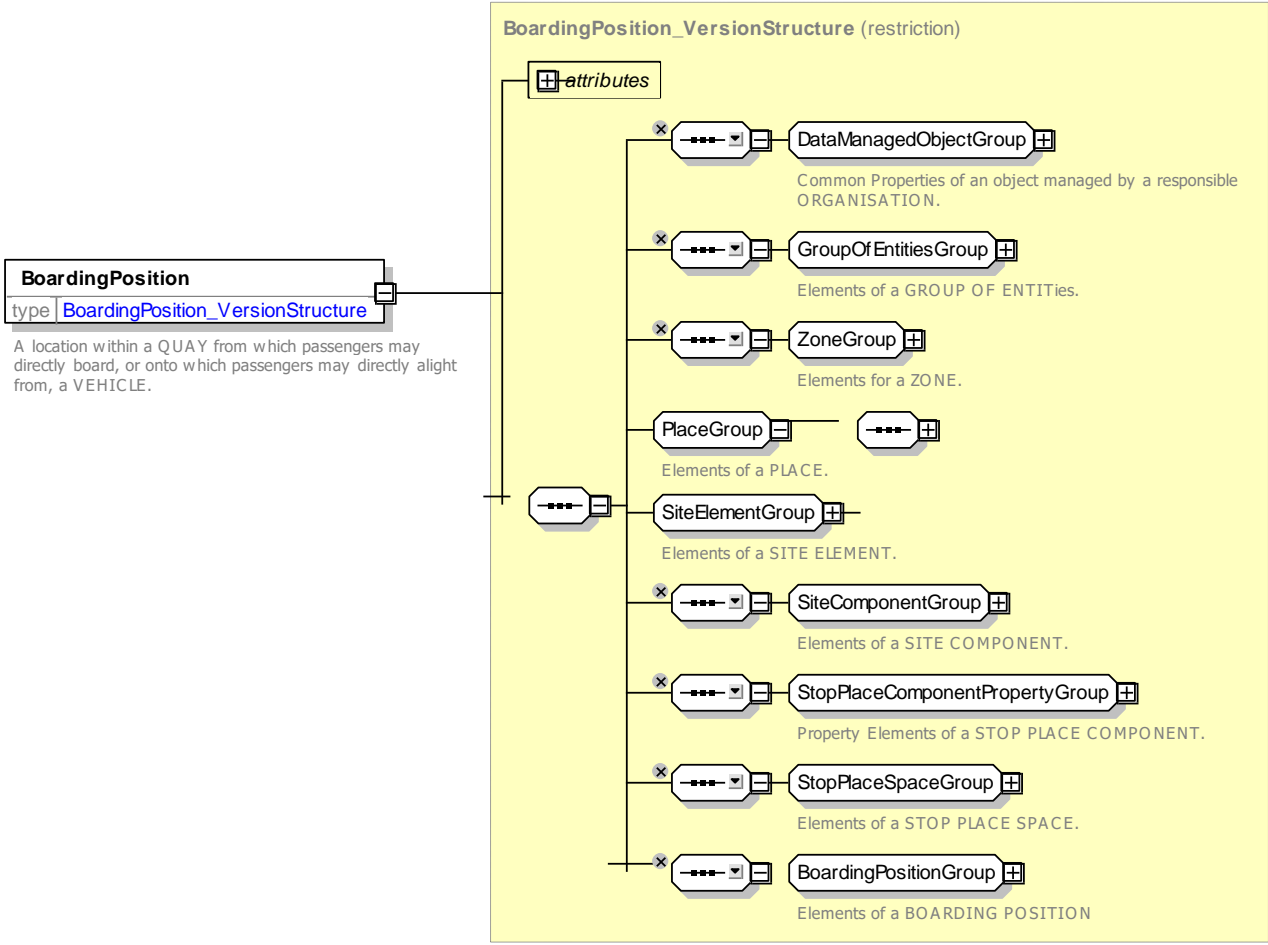 BoardingPosition_VersionStructure (restriction)
attributes
DataManagedObjectGroup
Common Properties of an object managed by a responsible
ORGANISATION.
GroupOfEntitiesGroup
Elements of a GROUP OF ENTITies.
BoardingPosition
type BoardingPosition_VersionStructure
A location within a QUAY from which passengers may
directly board, or onto which passengers may directly alight
from, a VEHICLE.
ZoneGroup
Elements for a ZONE.
PlaceGroup
Elements of a PLACE.
SiteElementGroup
Elements of a SITE ELEMENT.
SiteComponentGroup
Elements of a SITE COMPONENT.
StopPlaceComponentPropertyGroup
Property Elements of a STOP PLACE COMPONENT.
StopPlaceSpaceGroup
Elements of a STOP PLACE SPACE.
BoardingPositionGroup
Elements of a BOARDING POSITION